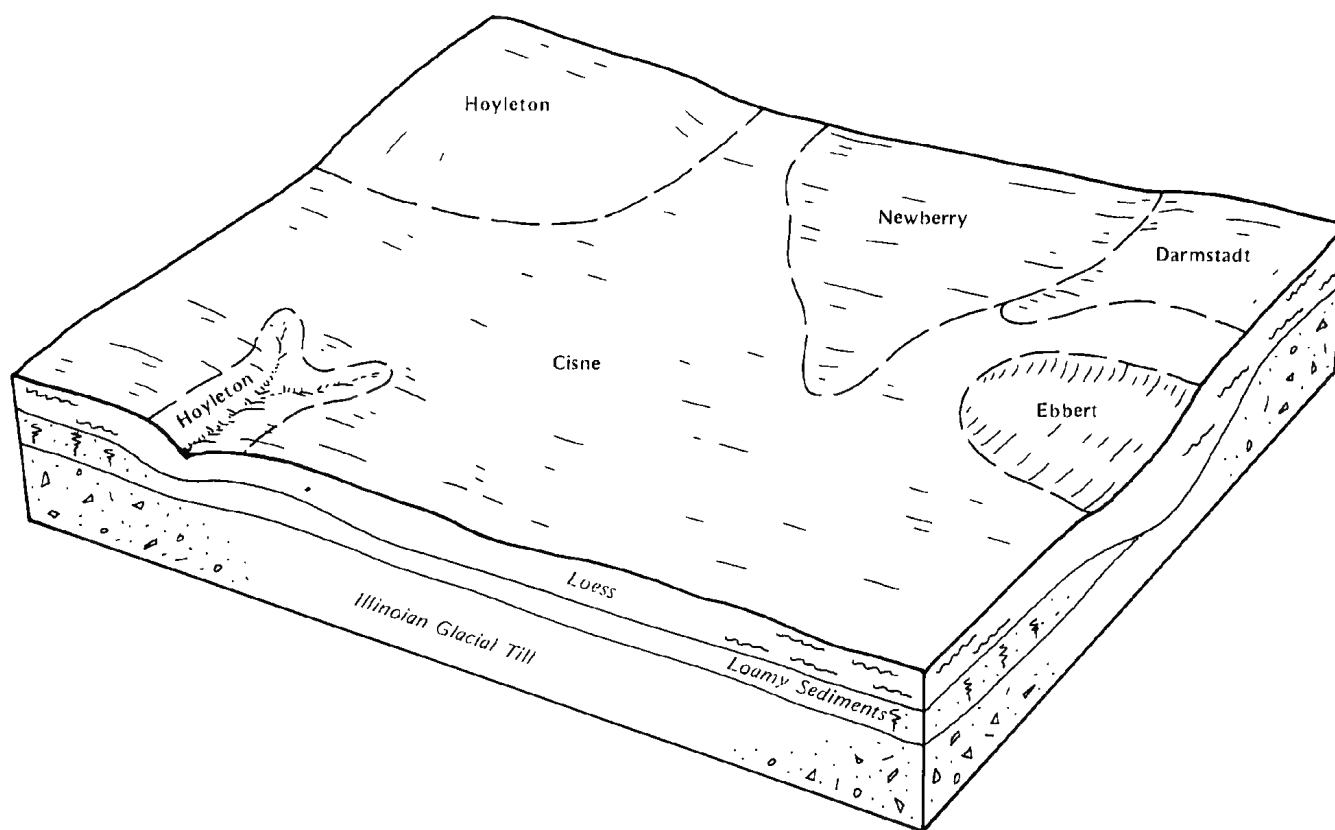 Hoyleton
Newberry
Darmstadt
Cisne
Hoyleton
Ebbert
Loess
Illinoian Glacial Till
Loamy Sediments